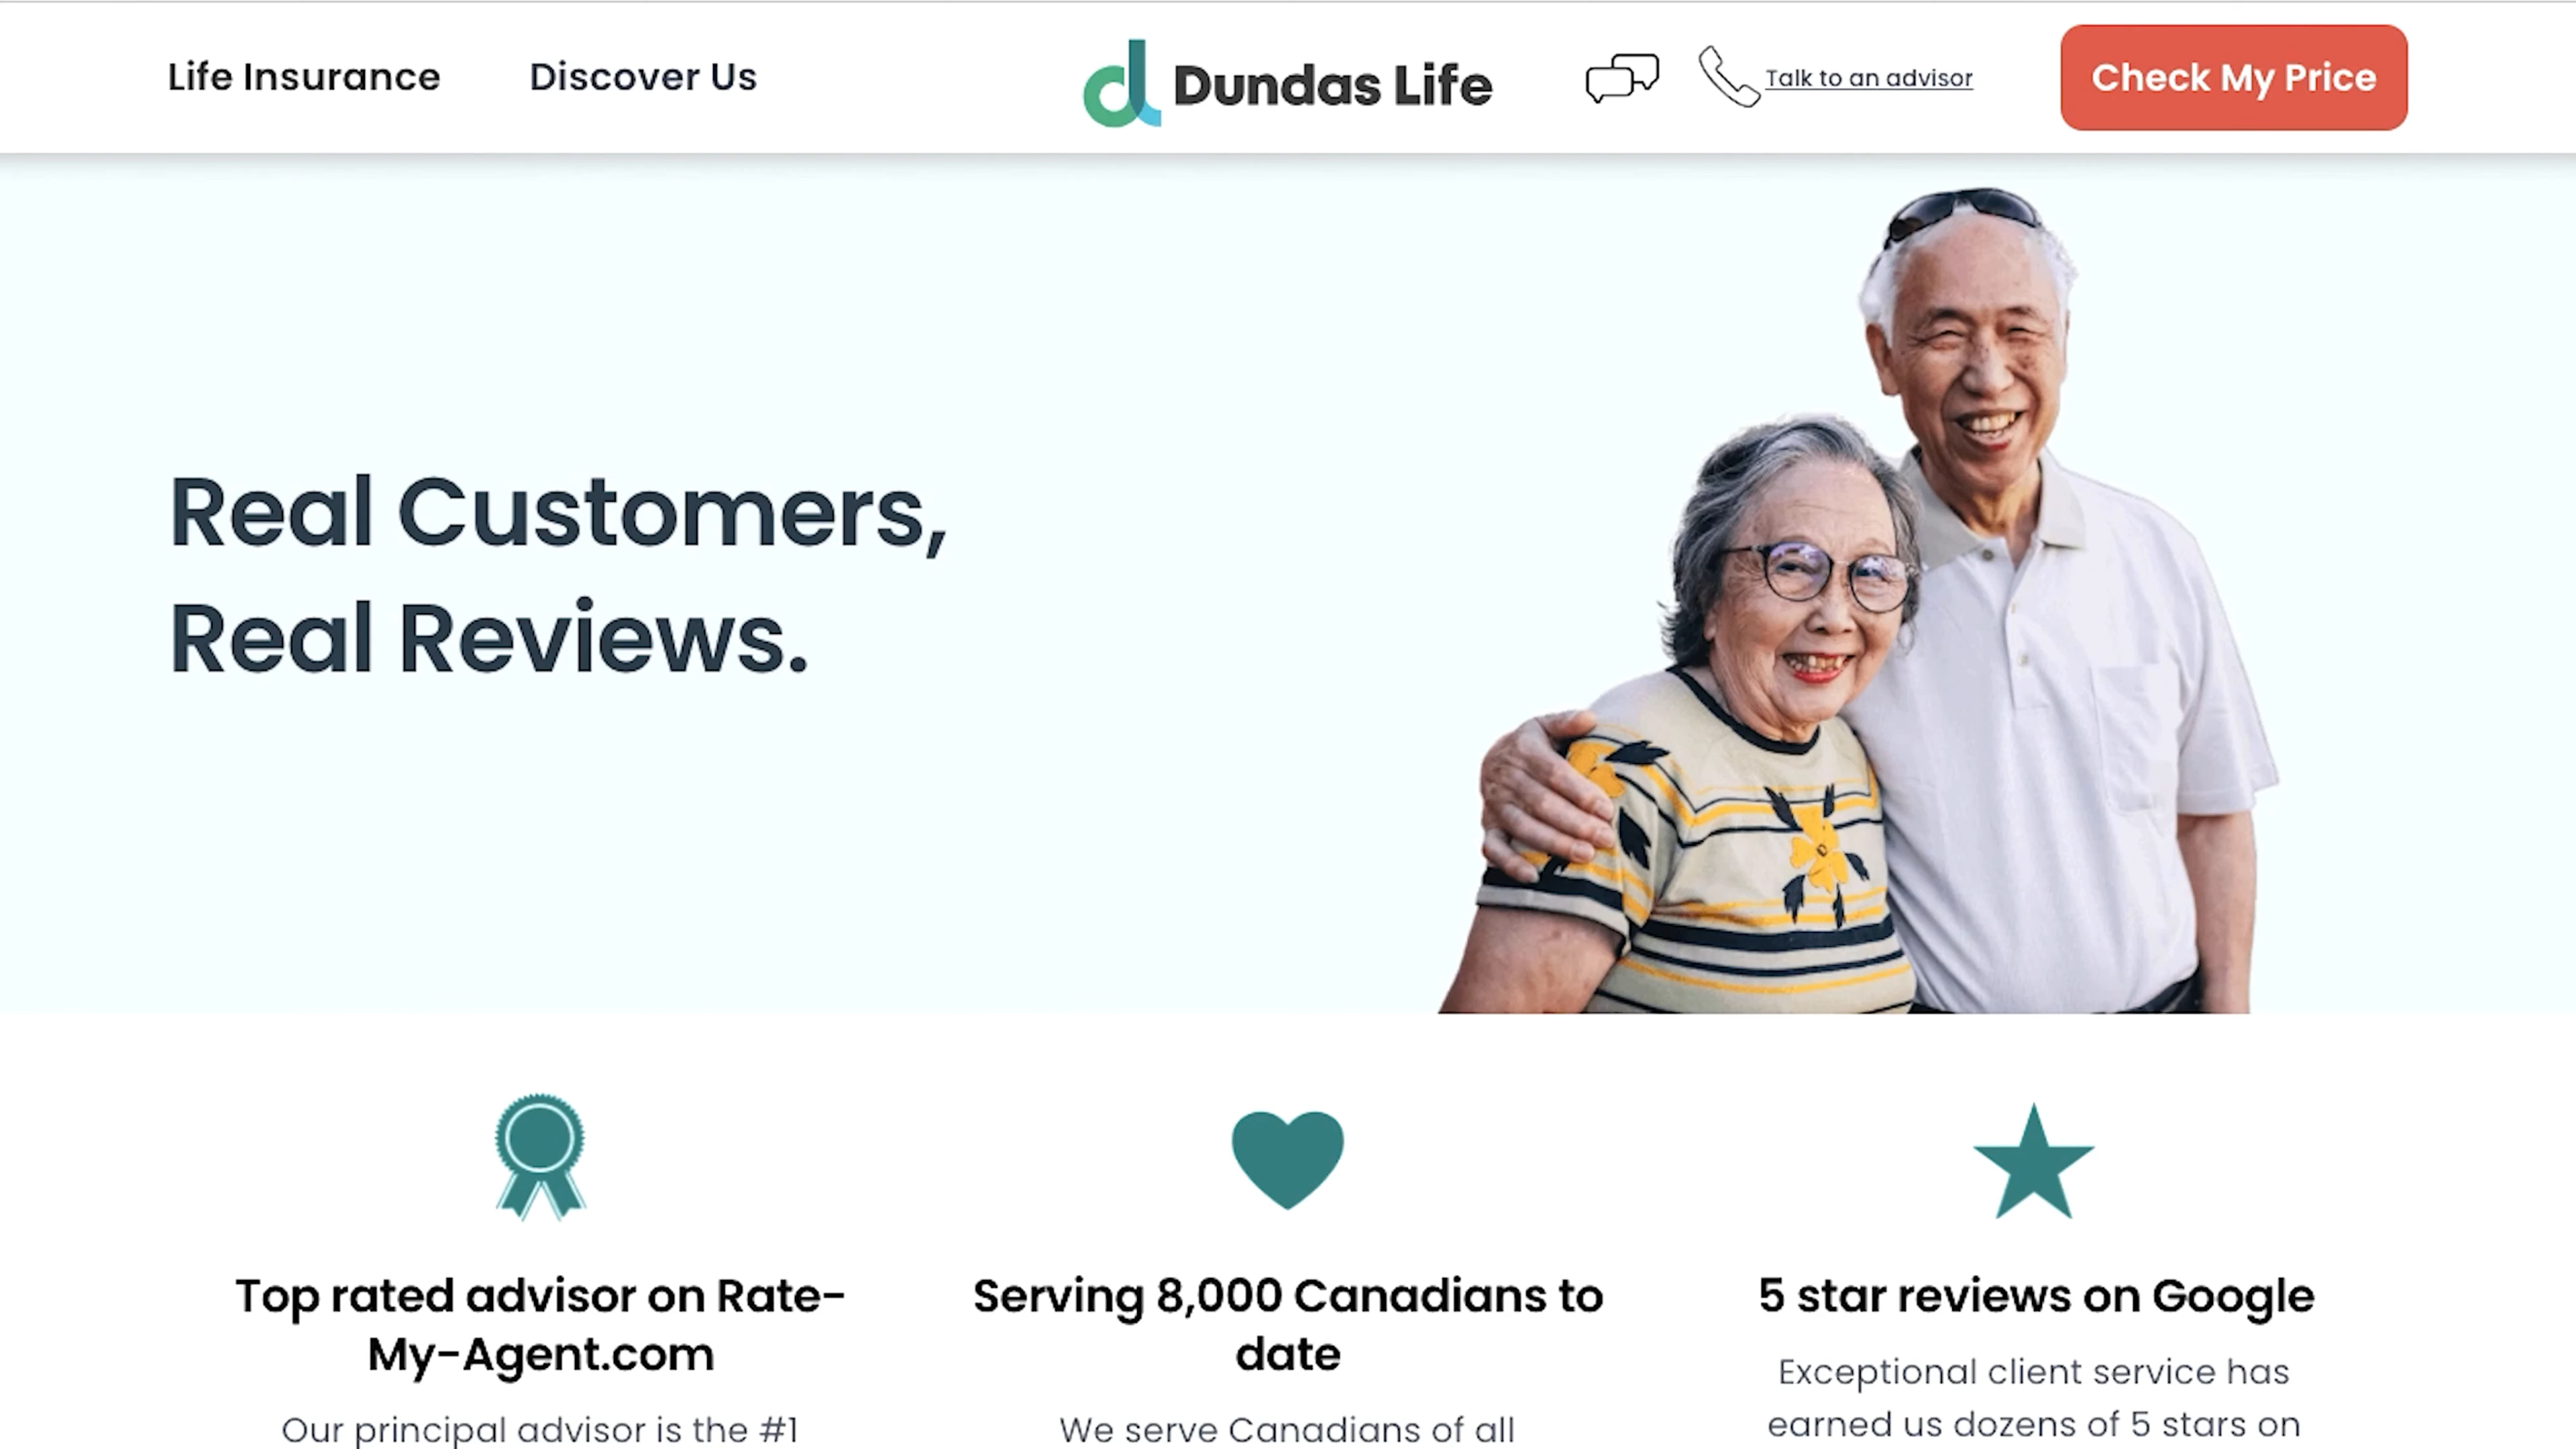 Life Insurance
Discover Us
Dundas Life
Talk to an advisor
Check My Price
Real Customers,
Real Reviews.
Top rated advisor on Rate-
My-Agent.com
Our principal advisor is the #1
Serving 8,000 Canadians to
date
We serve Canadians of all
5 star reviews on Google
Exceptional client service has
earned us dozens of 5 stars on